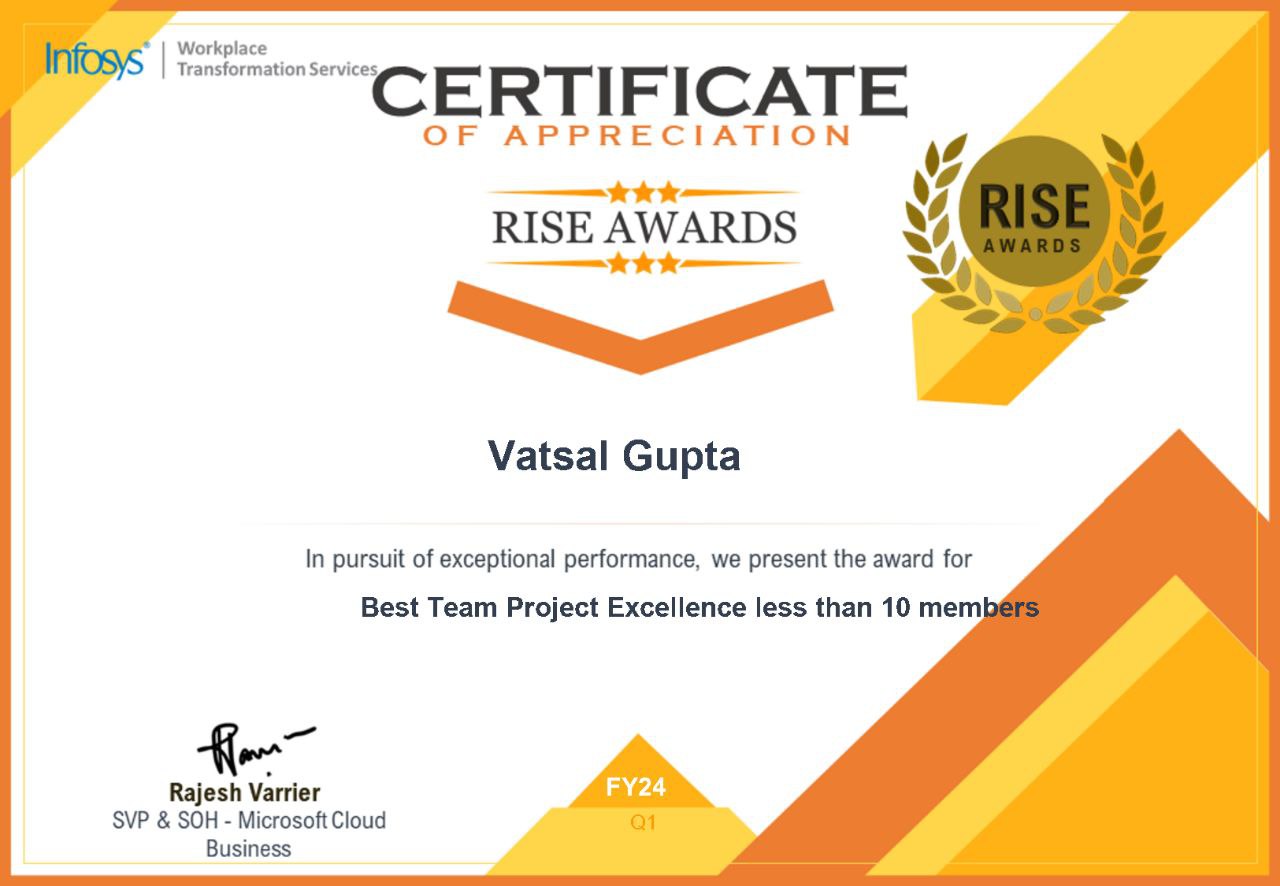 Infosys®
Workplace
Transformation Services
CERTIFICATE
OF APPRECIATION
RISE AWARDS
RISE
AWARDS
Vatsal Gupta
In pursuit of exceptional performance, we present the award for
Best Team Project Excellence less than 10 members
Rajesh Varrier
SVP & SOH - Microsoft Cloud
Business
FY24
Q1